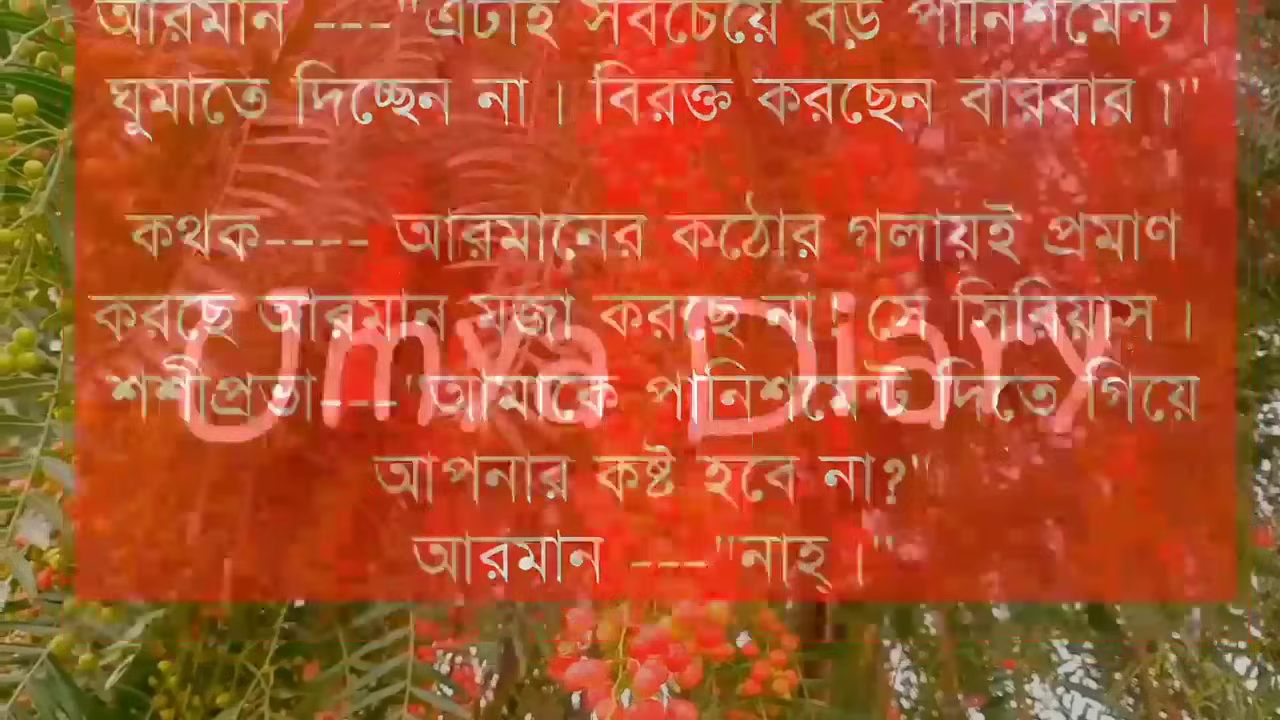 আরমান ---"এটাই সবচেয়ে বড় পানিশমেন্ট ।
ঘুমাতে দিচ্ছেন না । বিরক্ত করছেন বারবার ।"
কথক---- আরমানের কঠোর গলায়ই প্রমাণ
করছে আরমান মজা করছে না । সে সিরিয়াস ।
শশীপ্রভা--- "আমাকে পানিশমেন্ট দিতে গিয়ে
আপনার কষ্ট হবে না?"
আরমান ---"নাহ্ ।"
Umya Diary